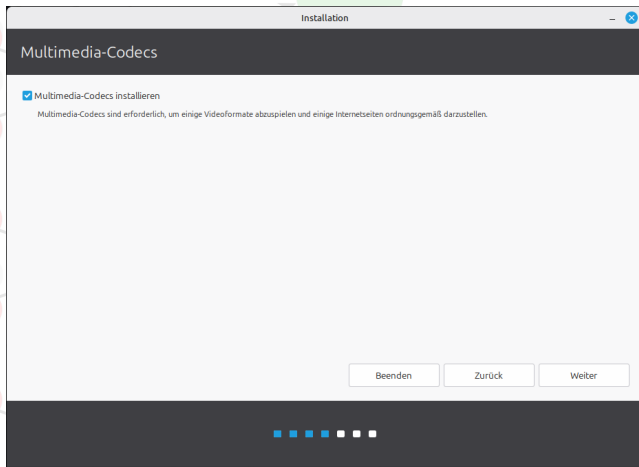 Installation
Multimedia-Codecs
Multimedia-Codecs installieren
Multimedia-Codecs sind erforderlich, um einige Videoformate abzuspielen und einige Internetseiten ordnungsgemäß darzustellen.
Beenden Zurück Weiter